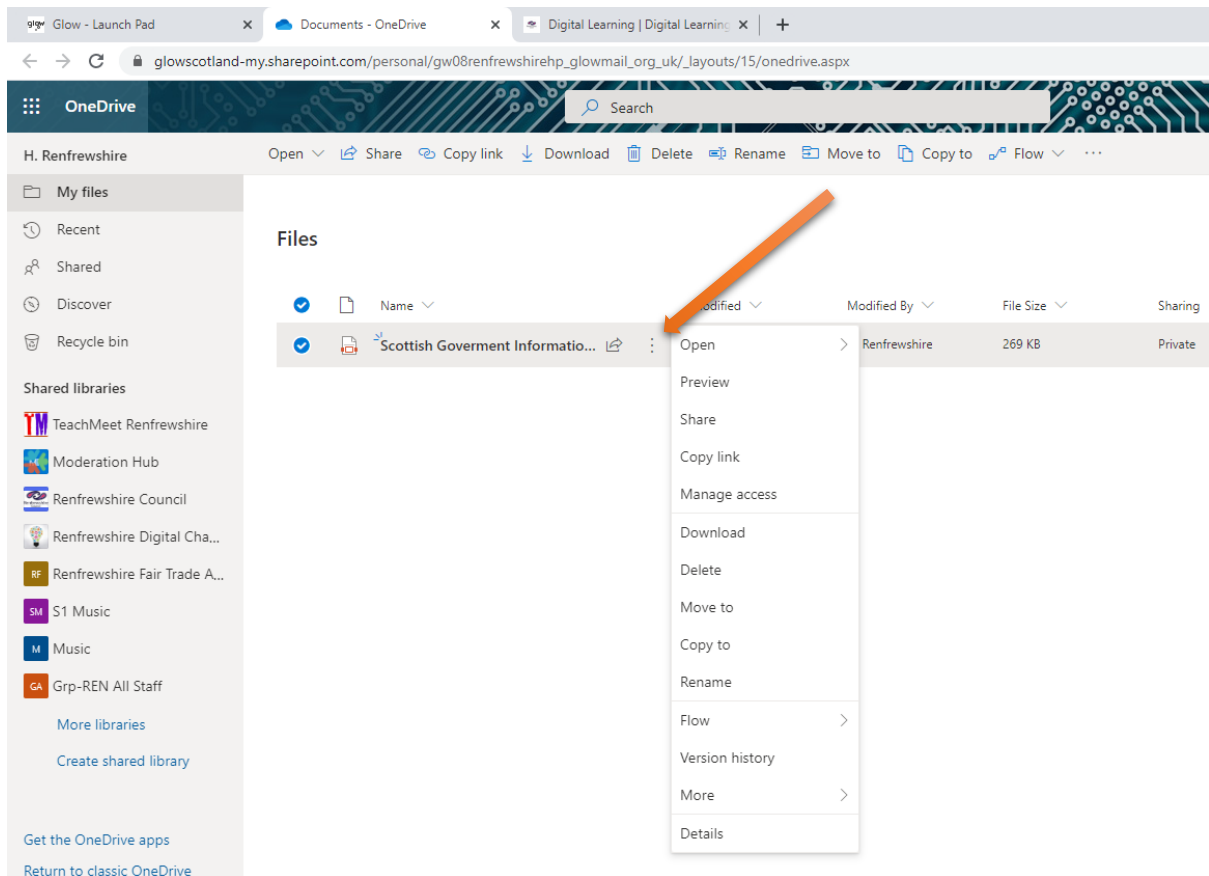 glow Glow - Launch Pad Documents - OneDrive Digital Learning | Digital Learning
glowscotland-my.sharepoint.com/personal/gw08renfrewshirehp_glowmail_org_uk/_layouts/15/onedrive.aspx
OneDrive Search
H. Renfrewshire Open Share Copy link Download Delete Rename Move to Copy to Flow ...
My files
Recent
Files
Shared
Discover Name Modified By File Size Sharing
Recycle bin Scottish Goverment Informatio... Open Renfrewshire 269 KB Private
Preview
Shared libraries
TM TeachMeet Renfrewshire Share
Moderation Hub Copy link
Renfrewshire Council Manage access
Renfrewshire Digital Cha... Download
RF Renfrewshire Fair Trade A... Delete
SM S1 Music Move to
M Music Copy to
GA Grp-REN All Staff Rename
More libraries Flow
Create shared library Version history
More
Get the OneDrive apps Details
Return to classic OneDrive